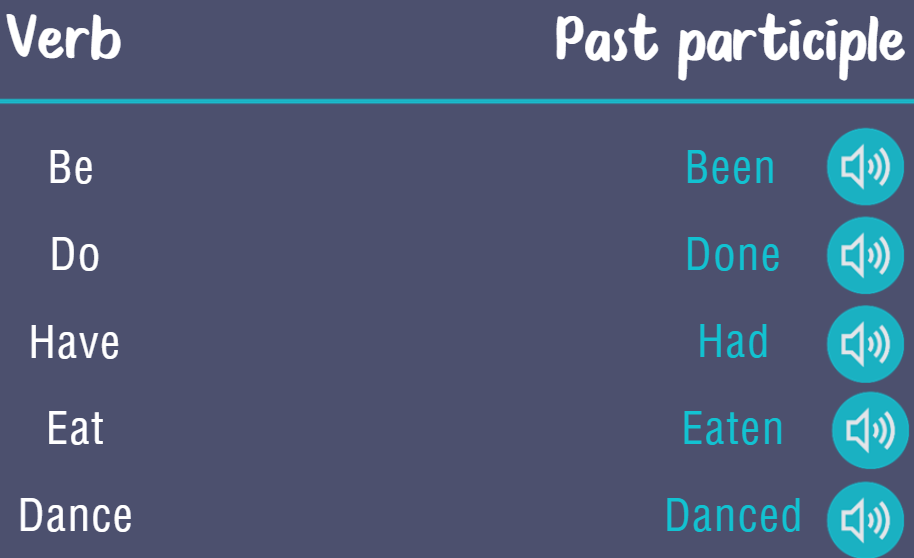 Verb Past participle
Be Been
Do Done
Have Had
Eat Eaten
Dance Danced